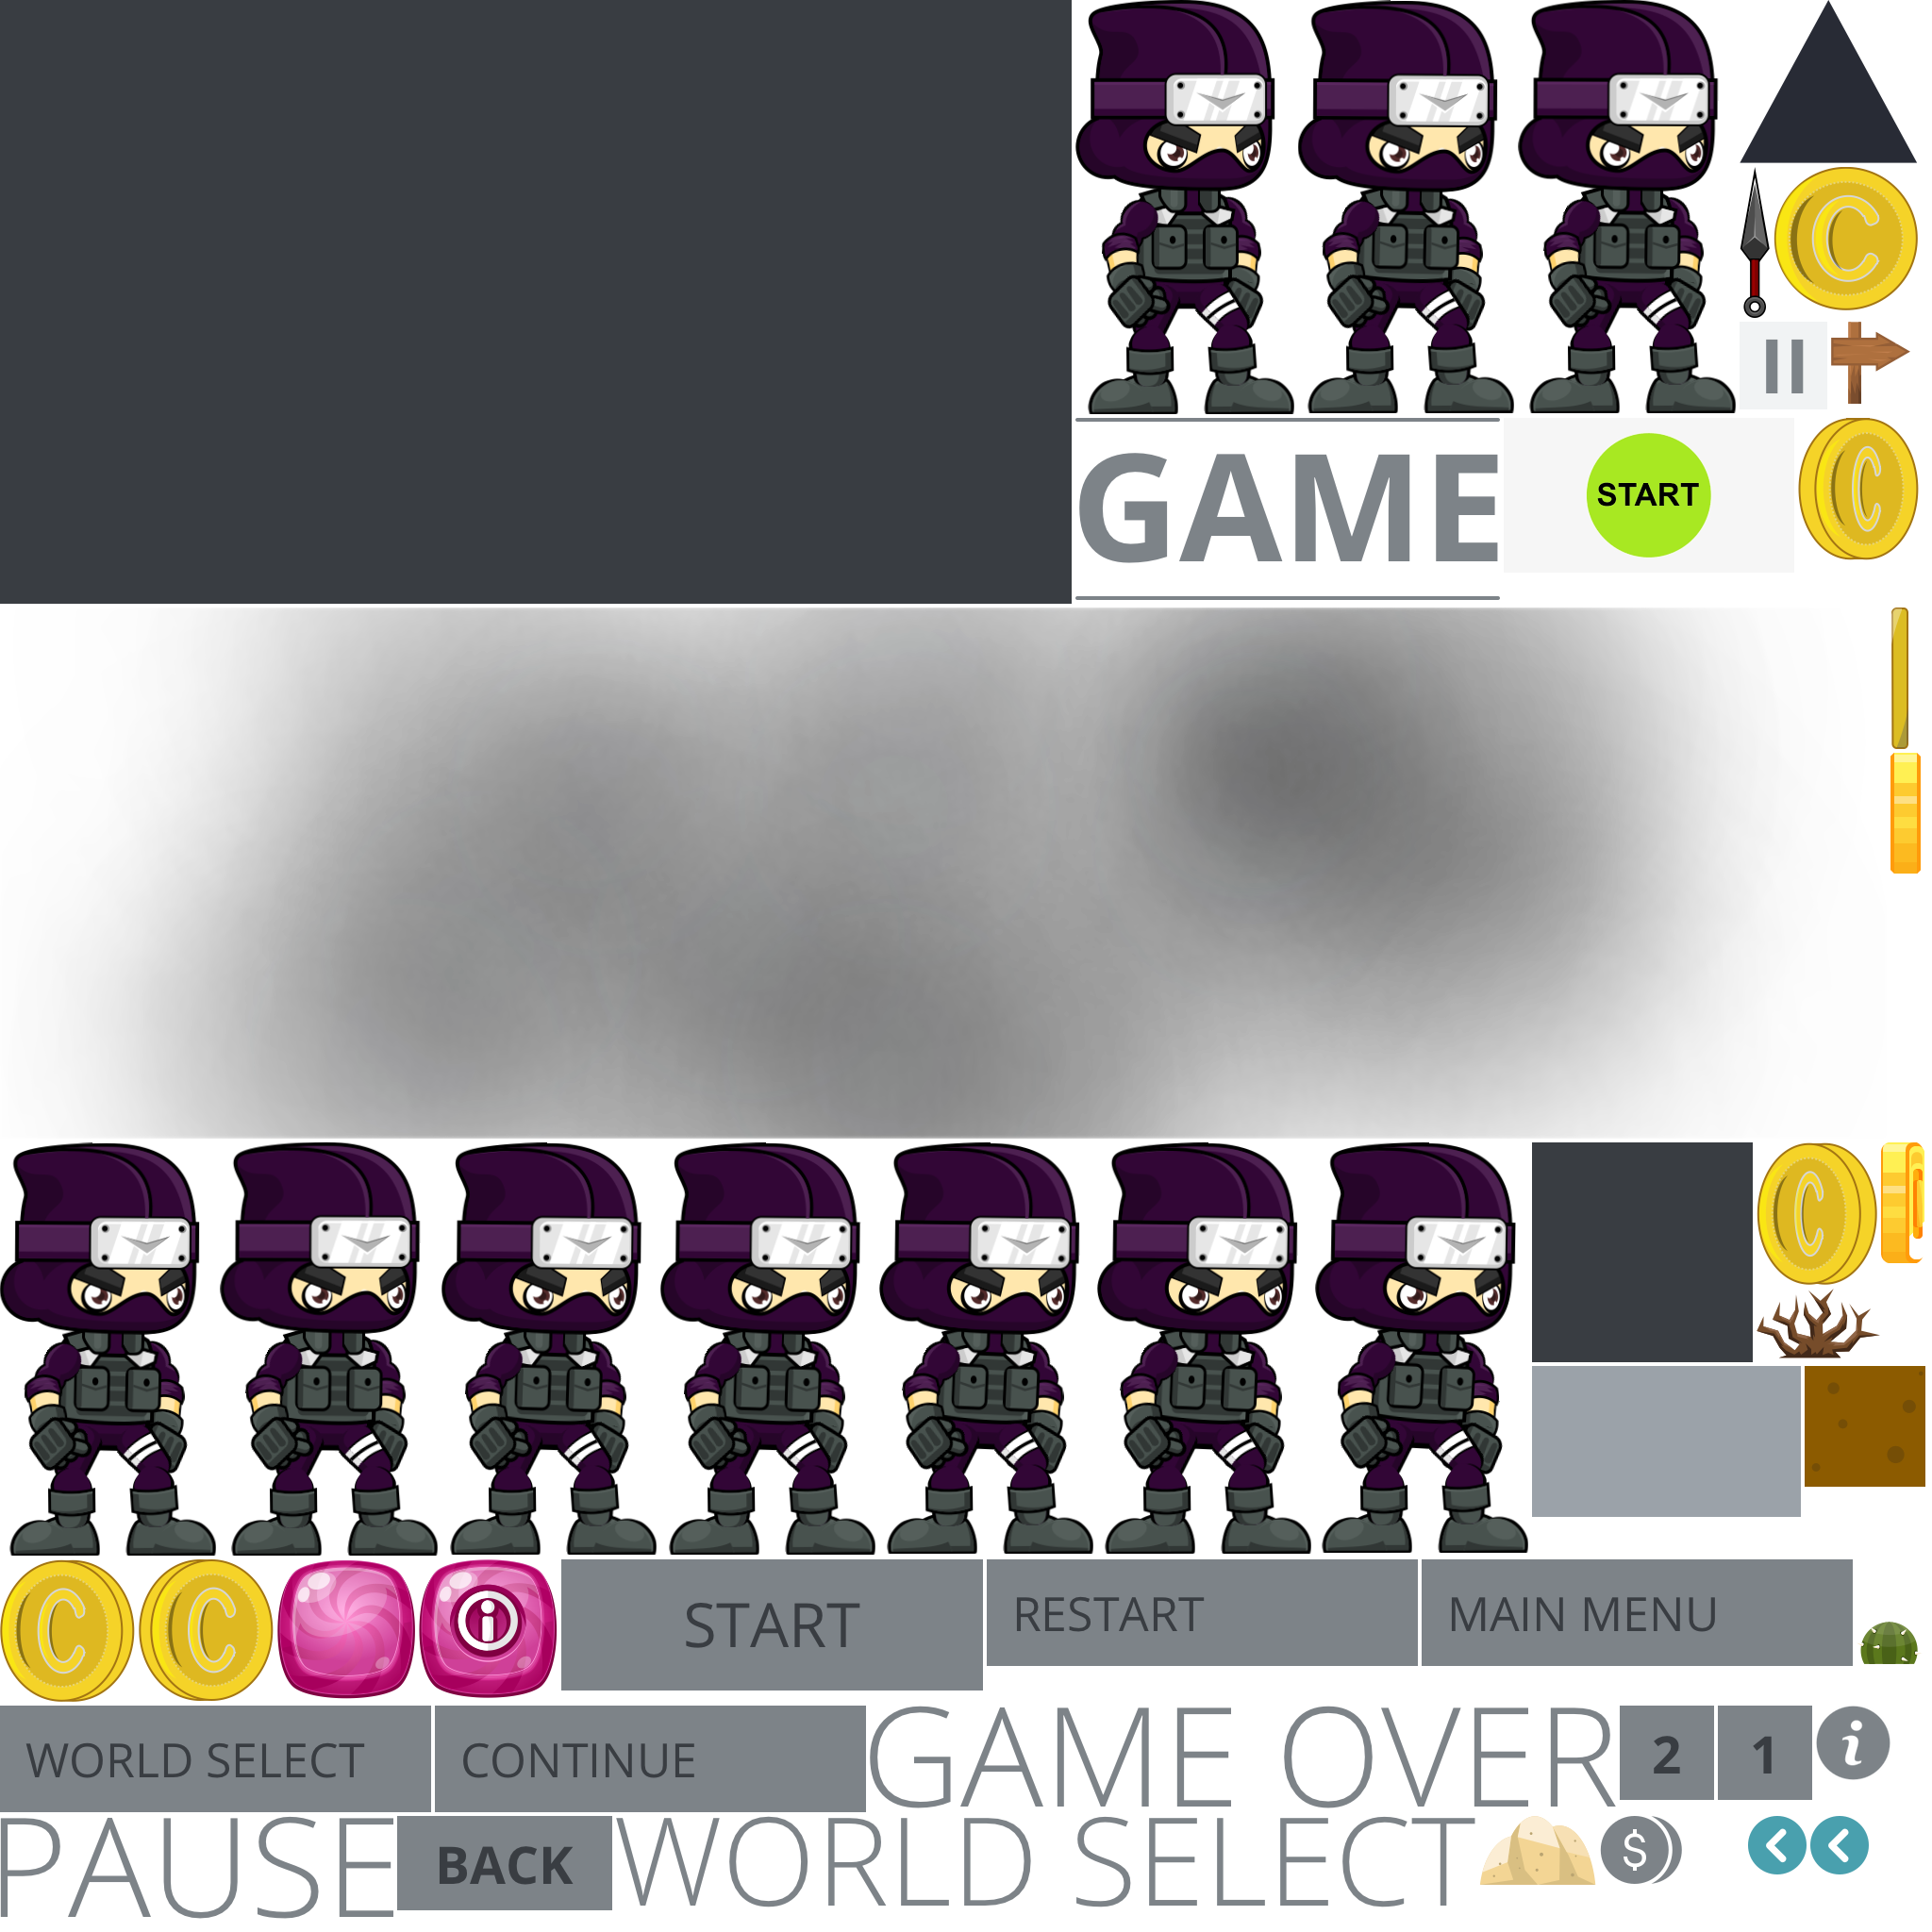 C
GAME
START
C
C
C
C
i
START
RESTART
MAIN MENU
WORLD SELECT
CONTINUE
GAME OVER
2
1
i
PAUSE
BACK
WORLD SELECT
$